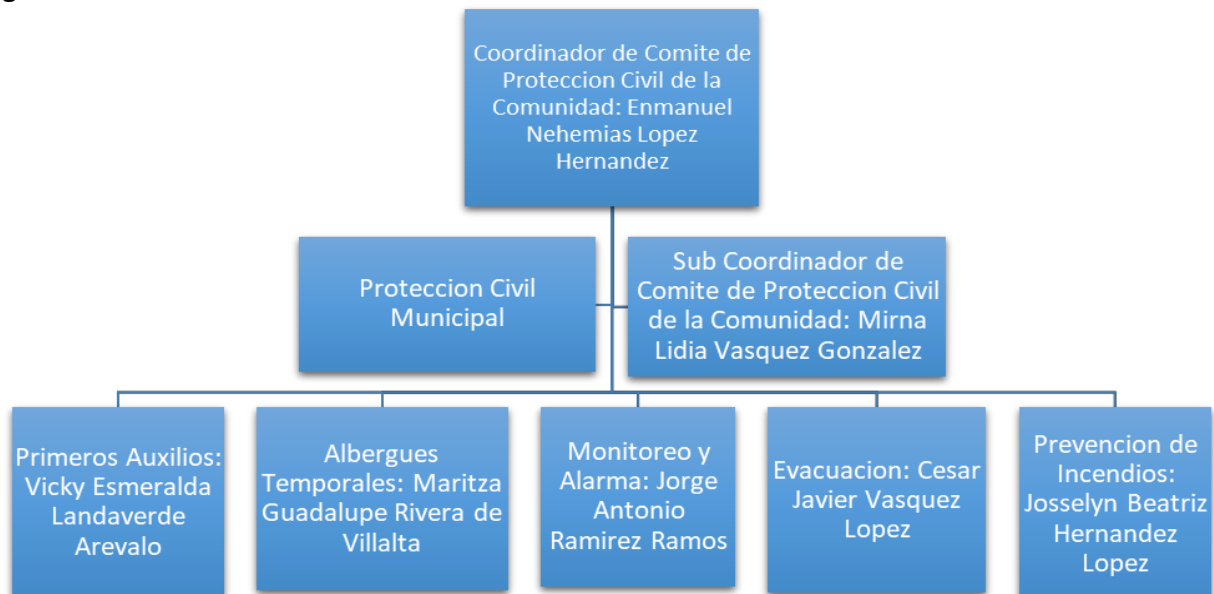 Coordinador de Comite de
Proteccion Civil de la
Comunidad: Enmanuel
Nehemias Lopez
Hernandez
Proteccion Civil
Municipal
Sub Coordinador de
Comite de Proteccion Civil
de la Comunidad: Mirna
Lidia Vasquez Gonzalez
Primeros Auxilios:
Vicky Esmeralda
Landaverde
Arevalo
Albergues
Temporales: Maritza
Guadalupe Rivera de
Villalta
Monitoreo y
Alarma: Jorge
Antonio
Ramirez Ramos
Evacuacion: Cesar
Javier Vasquez
Lopez
Prevencion de
Incendios:
Josselyn Beatriz
Hernandez
Lopez